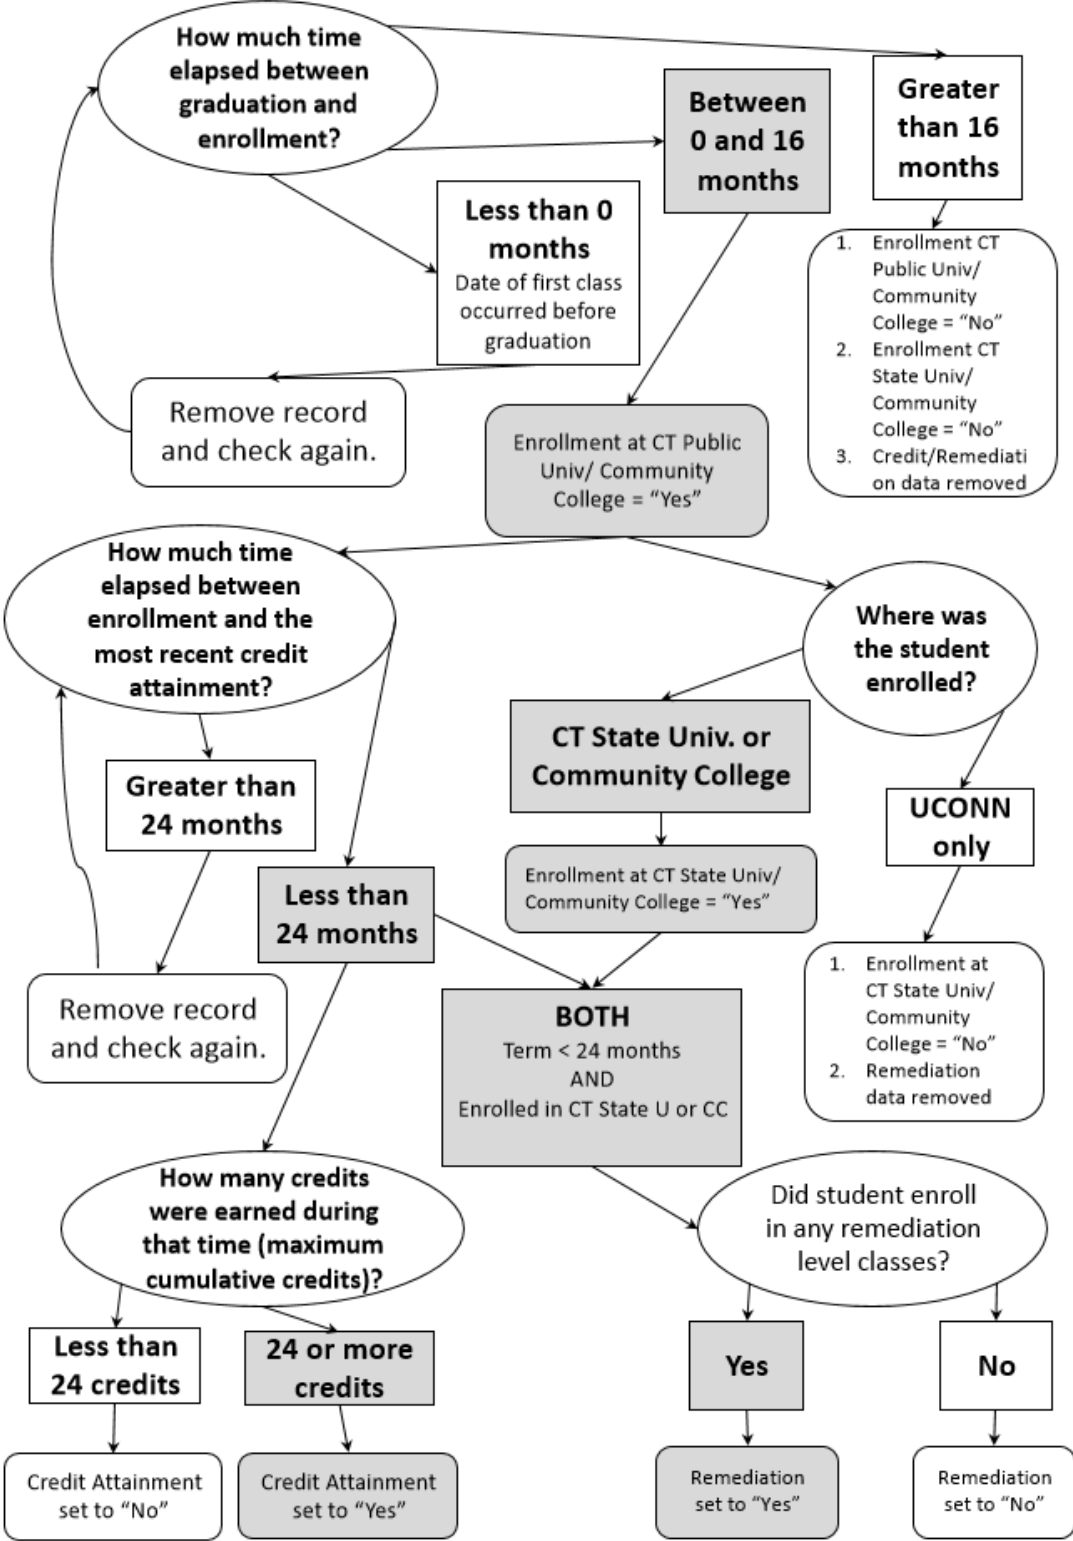 How much time
elapsed between
graduation and
enrollment?
Between
0 and 16
months
Greater
than 16
months
Less than 0
months
Date of first class
occurred before
graduation
1. Enrollment CT
Public Univ/
Community
College = “No”
2. Enrollment CT
State Univ/
Community
College = “No”
3. Credit/Remediati
on data removed
Remove record
and check again.
Enrollment at CT Public
Univ/ Community
College = “Yes”
How much time
elapsed between
enrollment and the
most recent credit
attainment?
Where was
the student
enrolled?
CT State Univ. or
Community College
Greater than
24 months
UCONN
only
Less than
24 months
Enrollment at CT State Univ/
Community College = “Yes”
Remove record
and check again.
BOTH
Term < 24 months
AND
Enrolled in CT State U or CC
1. Enrollment at
CT State Univ/
Community
College = “No”
2. Remediation
data removed
How many credits
were earned during
that time (maximum
cumulative credits)?
Did student enroll
in any remediation
level classes?
Less than
24 credits
24 or more
credits
Yes
No
Credit Attainment
set to “No”
Credit Attainment
set to “Yes”
Remediation
set to “Yes”
Remediation
set to “No”